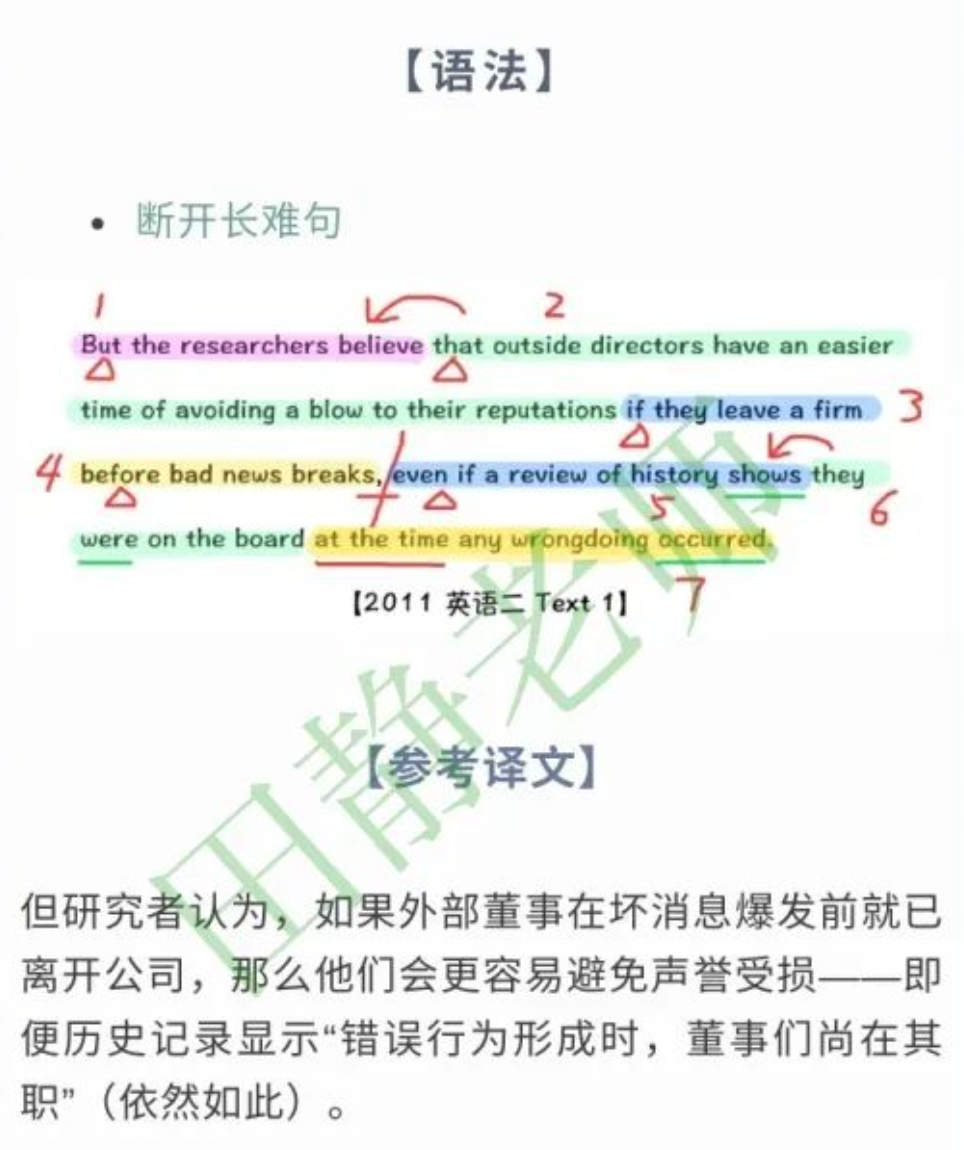 【语法】
• 断开长难句
1 2
But the researchers believe that outside directors have an easier
time of avoiding a blow to their reputations if they leave a firm 3
4 before bad news breaks, even if a review of history shows they
5 6
were on the board at the time any wrongdoing occurred.
【2011 英语二 Text 1】 7
【参考译文】
但研究者认为，如果外部董事在坏消息爆发前就已
离开公司，那么他们会更容易避免声誉受损——即
便历史记录显示“错误行为形成时，董事们尚在其
职”（依然如此）。
田静老师